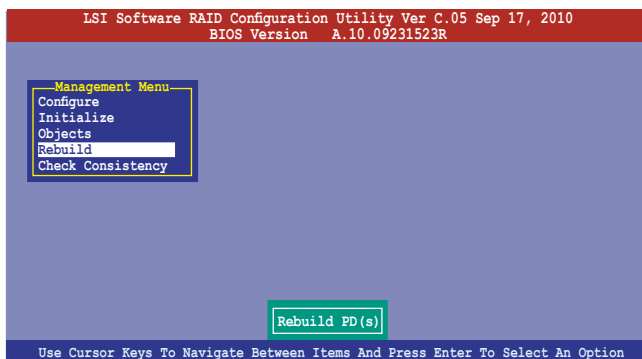 LSI Software RAID Configuration Utility Ver C.05 Sep 17, 2010
BIOS Version A.10.09231523R
Management Menu
Configure
Initialize
Objects
Rebuild
Check Consistency
Rebuild PD(s)
Use Cursor Keys To Navigate Between Items And Press Enter To Select An Option